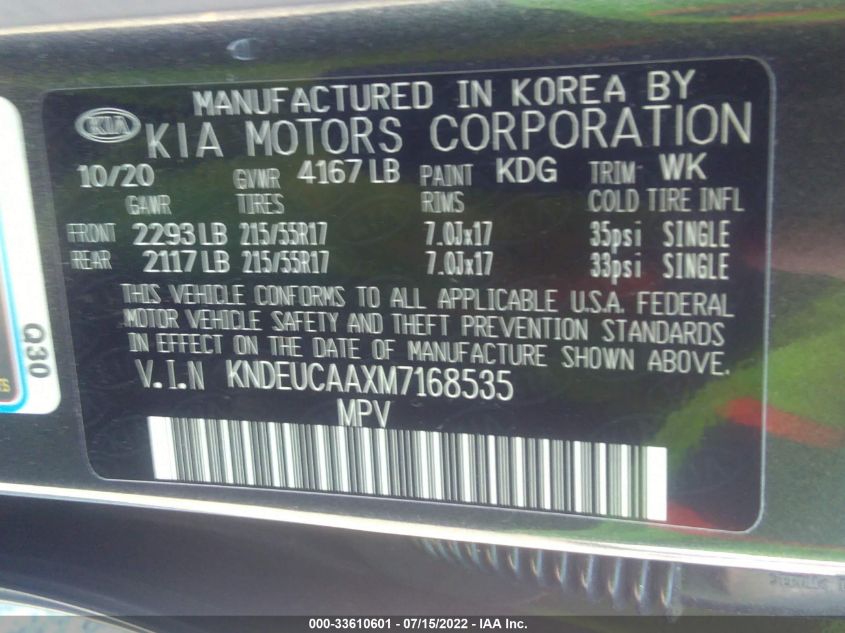 MANUFACTURED IN KOREA BY
KIA
KIA MOTORS CORPORATION
10/20 GVWR 4167 LB PAINT KDG TRIM WK
GAWR TIRES RIMS COLD TIRE INFL
FRONT 2293 LB 215/55R17 7.0Jx17 35psi SINGLE
REAR 2117 LB 215/55R17 7.0Jx17 33psi SINGLE
THIS VEHICLE CONFORMS TO ALL APPLICABLE U.S.A. FEDERAL
MOTOR VEHICLE SAFETY AND THEFT PREVENTION STANDARDS
IN EFFECT ON THE DATE OF MANUFACTURE SHOWN ABOVE.
V.I.N KNDEUCAAXM7168535
MPV
Q30
000-33610601 - 07/15/2022 - IAA Inc.